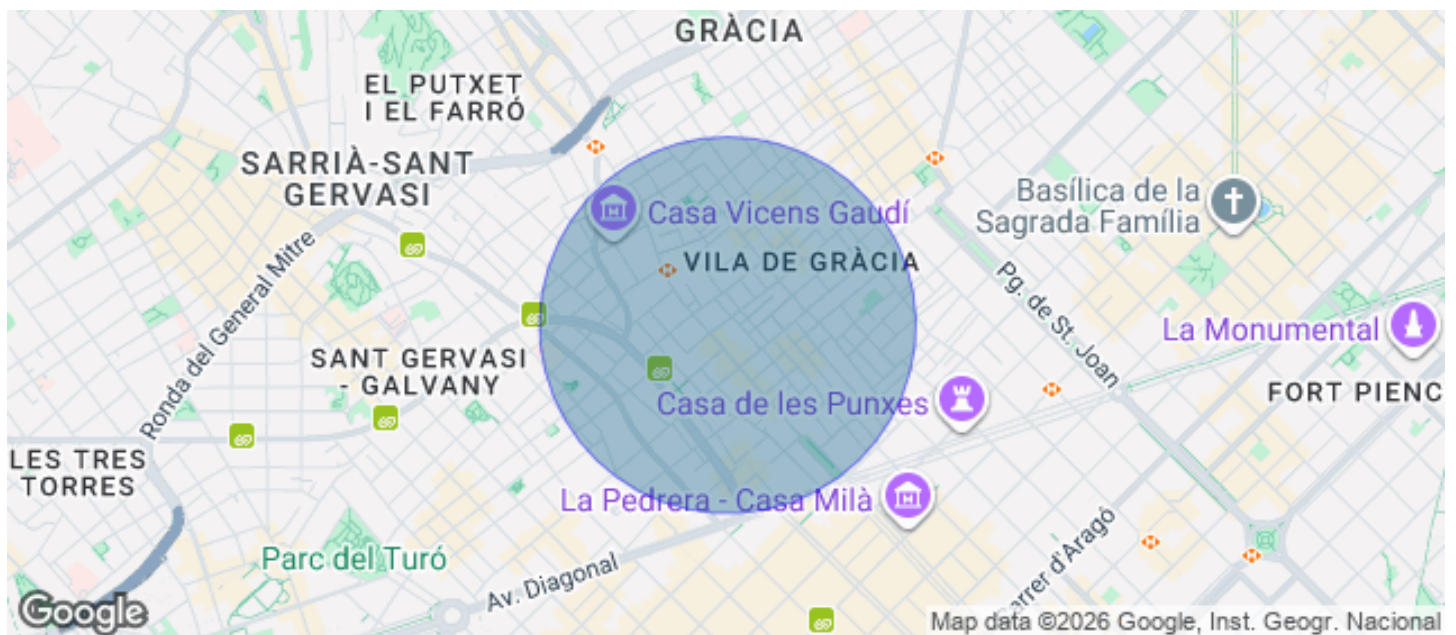 GRÀCIA
EL PUTXET
I EL FARRÓ
SARRIÀ-SANT
GERVASI
Casa Vicens Gaudí
Basílica de la
Sagrada Família
VILA DE GRÀCIA
Ronda del General Mitre
Pg. de St. Joan
La Monumental
SANT GERVASI
- GALVANY
Casa de les Punxes
FORT PIENC
LES TRES
TORRES
La Pedrera - Casa Milà
Parc del Turó
Av. Diagonal
Carrer d'Aragó
Google
Map data ©2026 Google, Inst. Geogr. Nacional